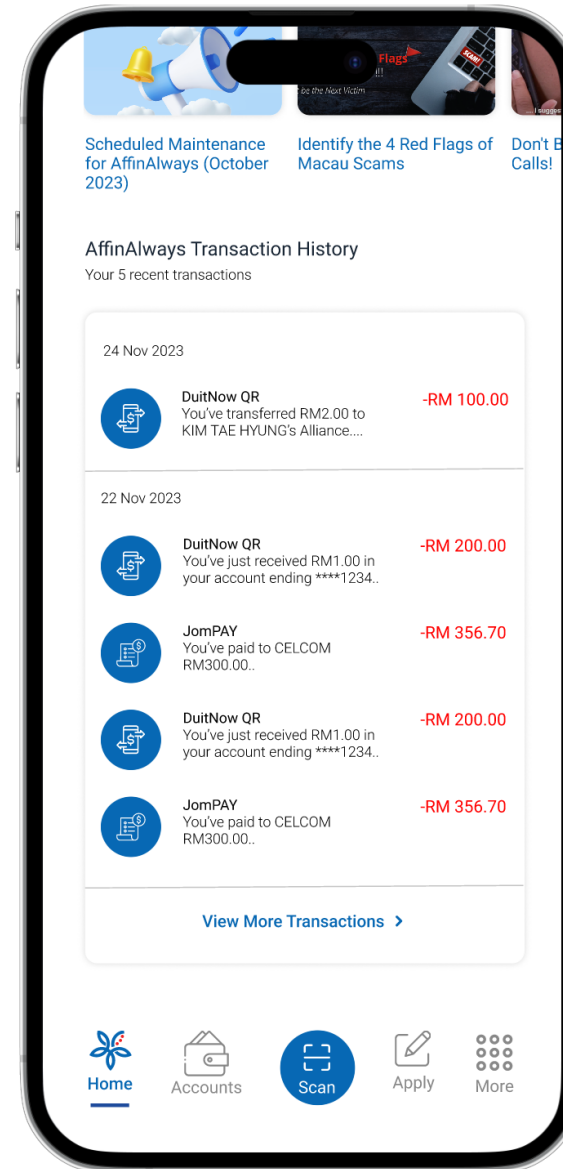 Flags
!!
be the Next Victim
SCAM!
I sugges
Scheduled Maintenance
for AffinAlways (October
2023)
Identify the 4 Red Flags of
Macau Scams
Don't B
Calls!
AffinAlways Transaction History
Your 5 recent transactions
24 Nov 2023
DuitNow QR
-RM 100.00
You've transferred RM2.00 to
KIM TAE HYUNG's Alliance....
22 Nov 2023
DuitNow QR
-RM 200.00
You've just received RM1.00 in
your account ending ****1234..
JomPAY
-RM 356.70
You've paid to CELCOM
RM300.00..
DuitNow QR
-RM 200.00
You've just received RM1.00 in
your account ending ****1234..
JomPAY
-RM 356.70
You've paid to CELCOM
RM300.00..
View More Transactions
Home
Accounts
Scan
Apply
More